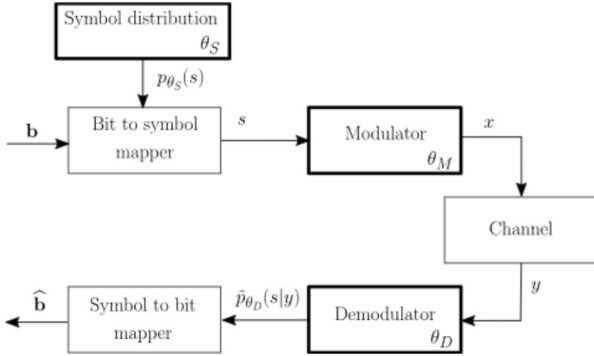 Symbol distribution
θ_S
p_{θ_S}(s)
b
Bit to symbol
mapper
s
Modulator
θ_M
x
Channel
y
Demodulator
θ_D
p̃_{θ_D}(s|y)
Symbol to bit
mapper
b̂